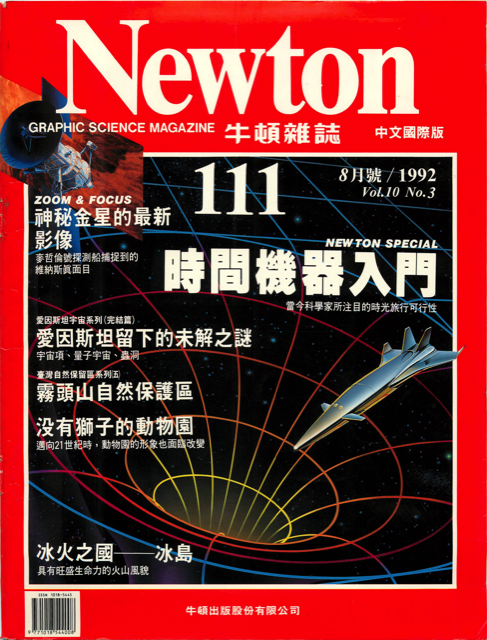 Newton
GRAPHIC SCIENCE MAGAZINE 牛頓雜誌 中文國際版
111
8月號/1992
Vol.10 No.3
ZOOM & FOCUS
神秘金星的最新
影像
麥哲倫號探測船捕捉到的
維納斯真面目
NEWTON SPECIAL
時間機器入門
當今科學家所注目的時光旅行可行性
愛因斯坦宇宙系列(完結篇)
愛因斯坦留下的未解之謎
宇宙項、量子宇宙、蟲洞
臺灣自然保留區系列五
霧頭山自然保護區
沒有獅子的動物園
邁向21世紀時，動物園的形象也面臨改變
冰火之國——冰島
具有旺盛生命力的火山風貌
ISSN 1018-5445
9771018544008
牛頓出版股份有限公司